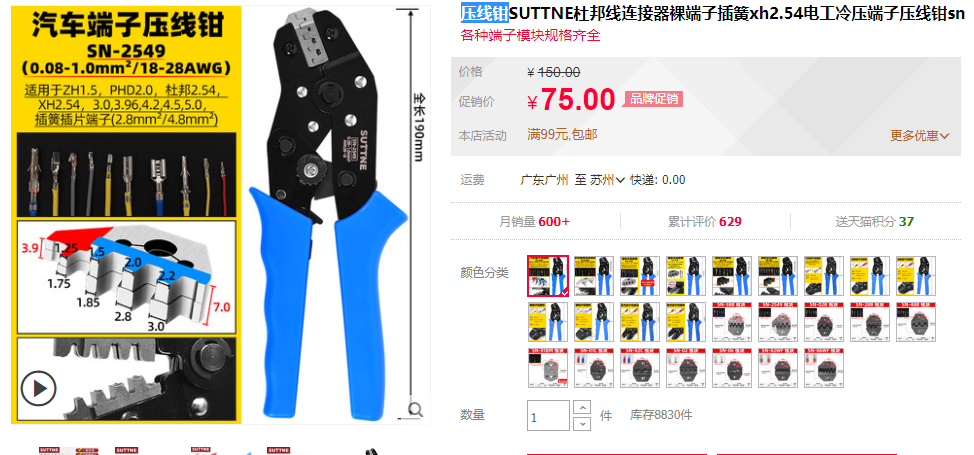 汽车端子压线钳
SN-2549
(0.08-1.0mm²/18-28AWG)
适用于ZH1.5，PHD2.0，杜邦2.54，
XH2.54，3.0,3.96,4.2,4.5,5.0，
插簧插片端子(2.8mm²/4.8mm²)
3.9
1.25
1.5
2.0
2.2
1.75
1.85
2.8
3.0
7.0
SUTTNE
SN-2549
全长190mm
SUTTNE
SUTTNE
SUTTNE
SUTTNE
压线钳SUTTNE杜邦线连接器裸端子插簧xh2.54电工冷压端子压线钳sn
各种端子模块规格齐全
价格
¥ 150.00
促销价
¥ 75.00 品牌促销
本店活动
满99元,包邮
更多优惠
运费
广东广州 至 苏州 快递: 0.00
月销量 600+
累计评价 629
送天猫积分 37
颜色分类
数量
1
件
库存8830件